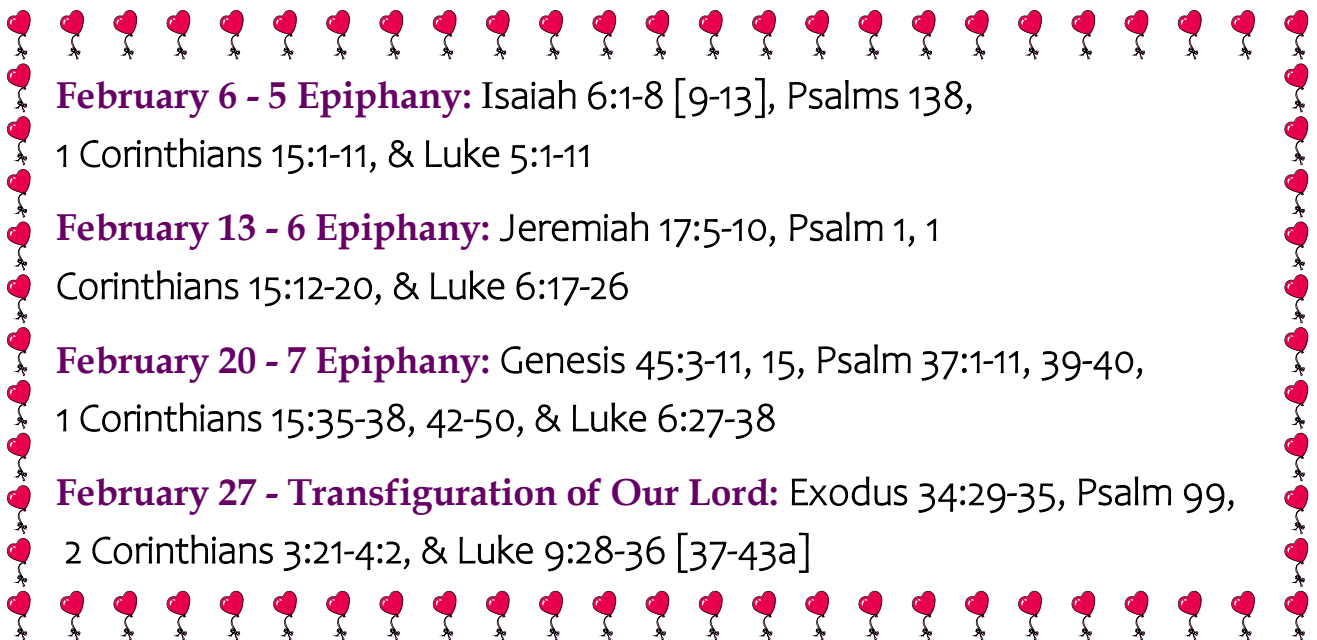 February 6 - 5 Epiphany: Isaiah 6:1-8 [9-13], Psalms 138,
1 Corinthians 15:1-11, & Luke 5:1-11
February 13 - 6 Epiphany: Jeremiah 17:5-10, Psalm 1, 1
Corinthians 15:12-20, & Luke 6:17-26
February 20 - 7 Epiphany: Genesis 45:3-11, 15, Psalm 37:1-11, 39-40,
1 Corinthians 15:35-38, 42-50, & Luke 6:27-38
February 27 - Transfiguration of Our Lord: Exodus 34:29-35, Psalm 99,
2 Corinthians 3:21-4:2, & Luke 9:28-36 [37-43a]